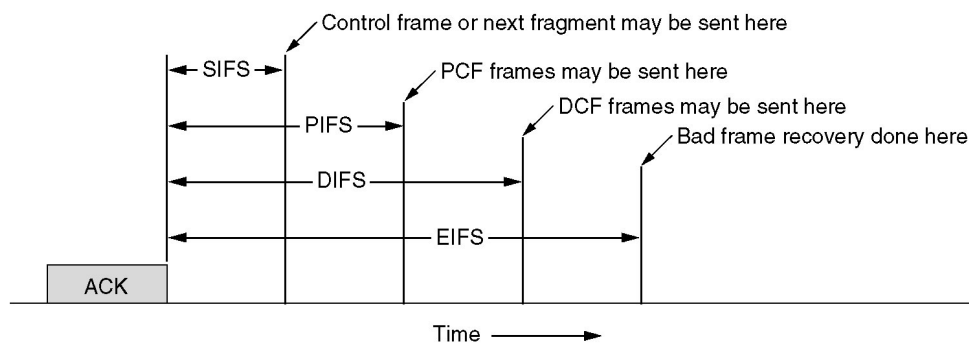 Control frame or next fragment may be sent here
SIFS
PCF frames may be sent here
PIFS
DCF frames may be sent here
Bad frame recovery done here
DIFS
EIFS
ACK
Time